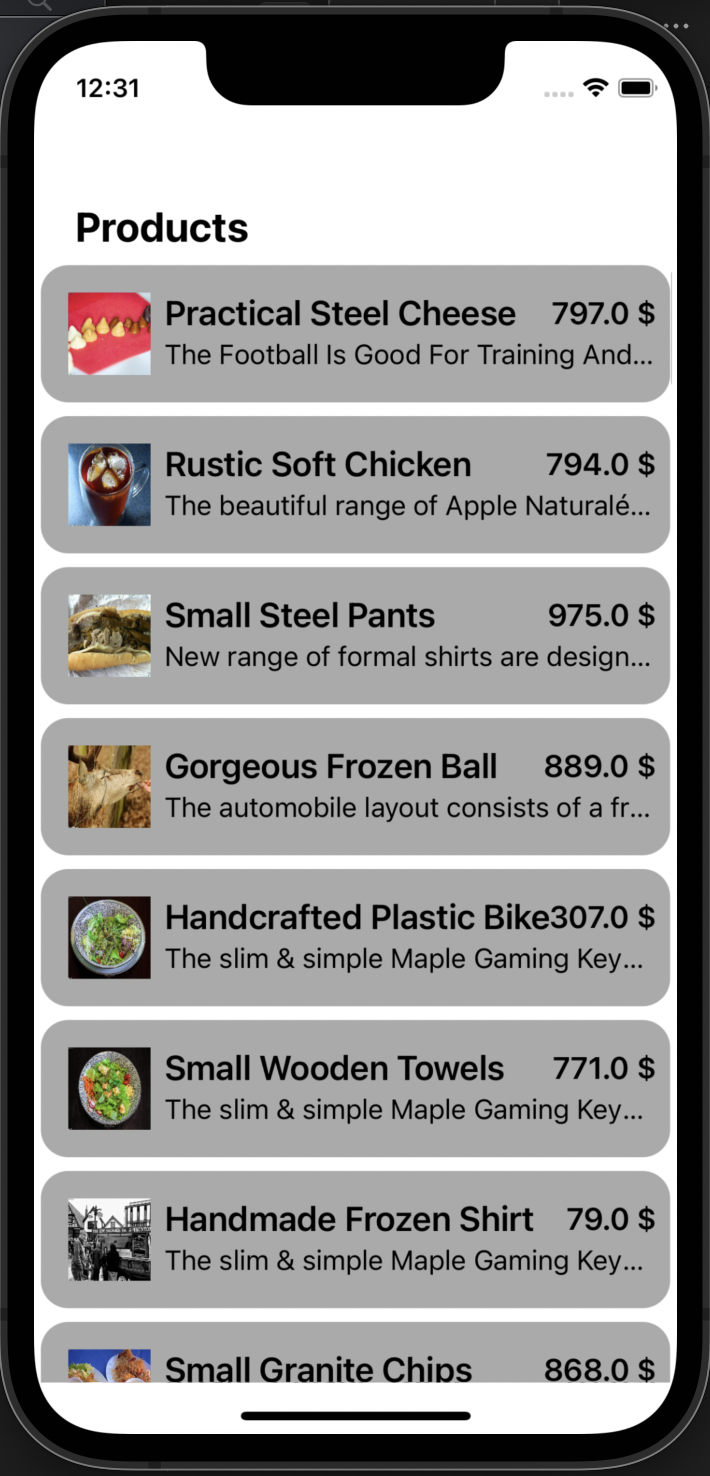 12:31
Products
Practical Steel Cheese 797.0 $
The Football Is Good For Training And...
Rustic Soft Chicken 794.0 $
The beautiful range of Apple Naturalé...
Small Steel Pants 975.0 $
New range of formal shirts are design...
Gorgeous Frozen Ball 889.0 $
The automobile layout consists of a fr...
Handcrafted Plastic Bike307.0 $
The slim & simple Maple Gaming Key...
Small Wooden Towels 771.0 $
The slim & simple Maple Gaming Key...
Handmade Frozen Shirt 79.0 $
The slim & simple Maple Gaming Key...
Small Granite Chips 868.0 $